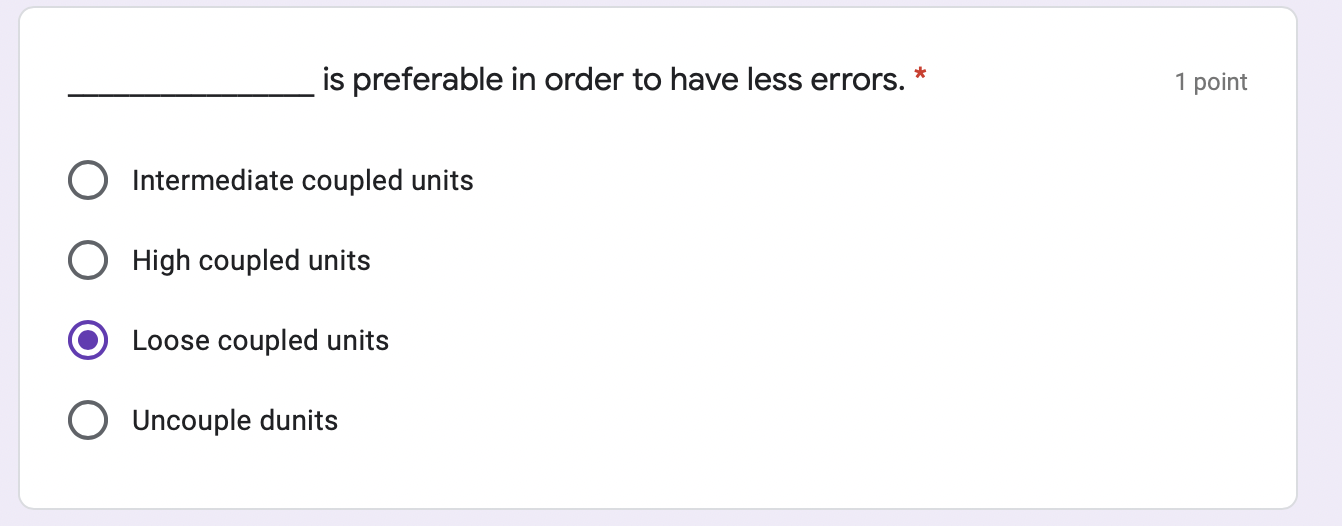 ______________ is preferable in order to have less errors. *
1 point
Intermediate coupled units
High coupled units
Loose coupled units
Uncouple dunits